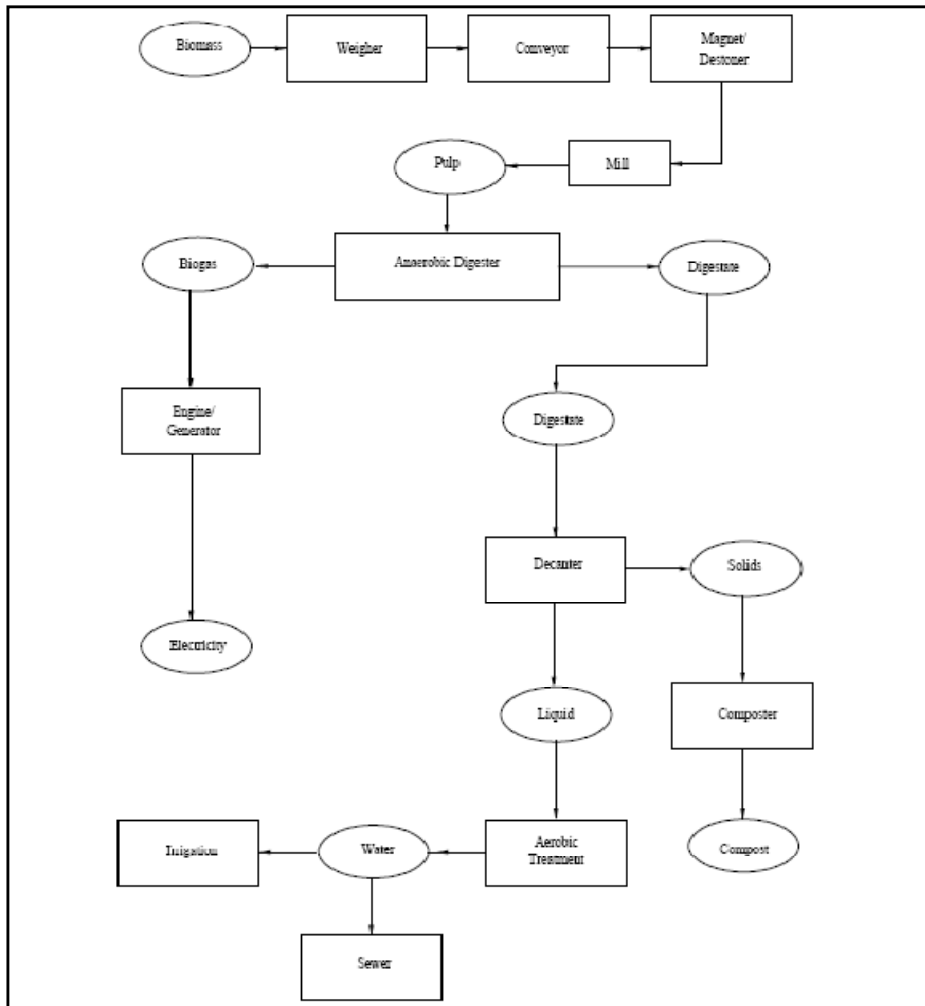 Biomass
Weigher
Conveyor
Magnet/
Destoner
Pulp
Mill
Biogas
Anaerobic Digester
Digestate
Engine/
Generator
Digestate
Decanter
Solids
Electricity
Liquid
Composter
Irrigation
Water
Aerobic
Treatment
Compost
Sewer